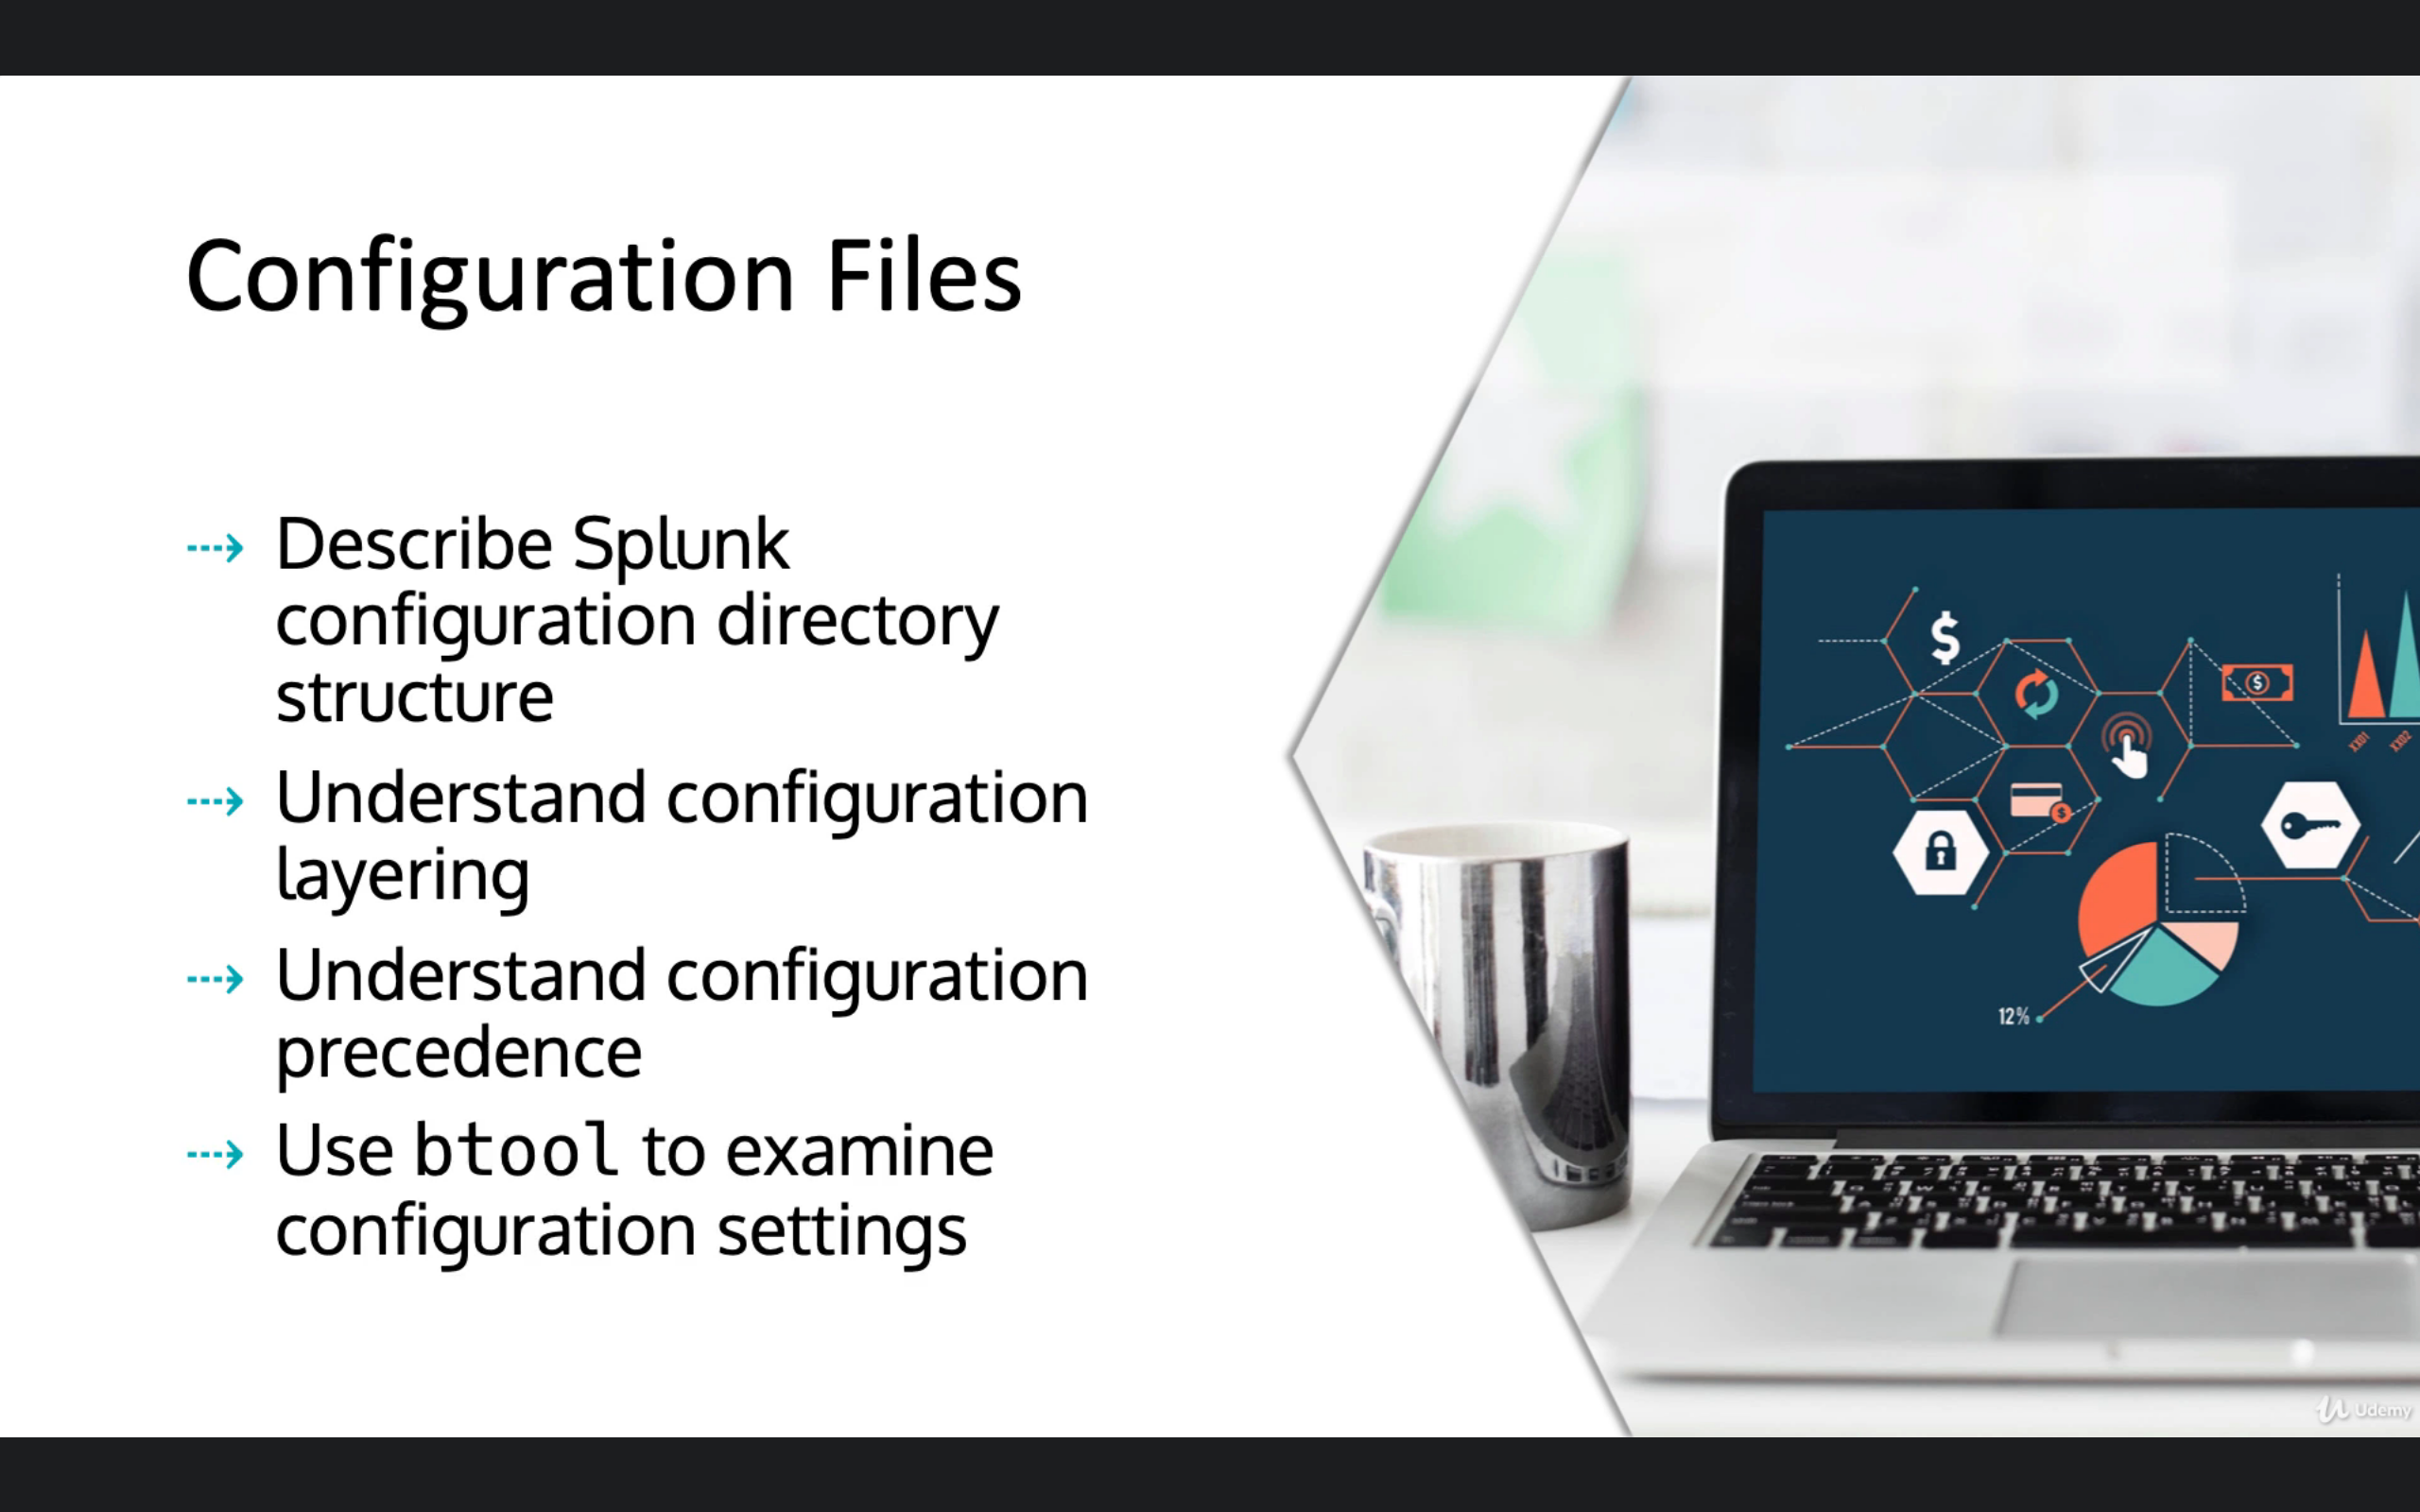 Configuration Files
Describe Splunk
configuration directory
structure
Understand configuration
layering
Understand configuration
precedence
Use btool to examine
configuration settings
$
$
XX01
XX02
$
12%
Udemy